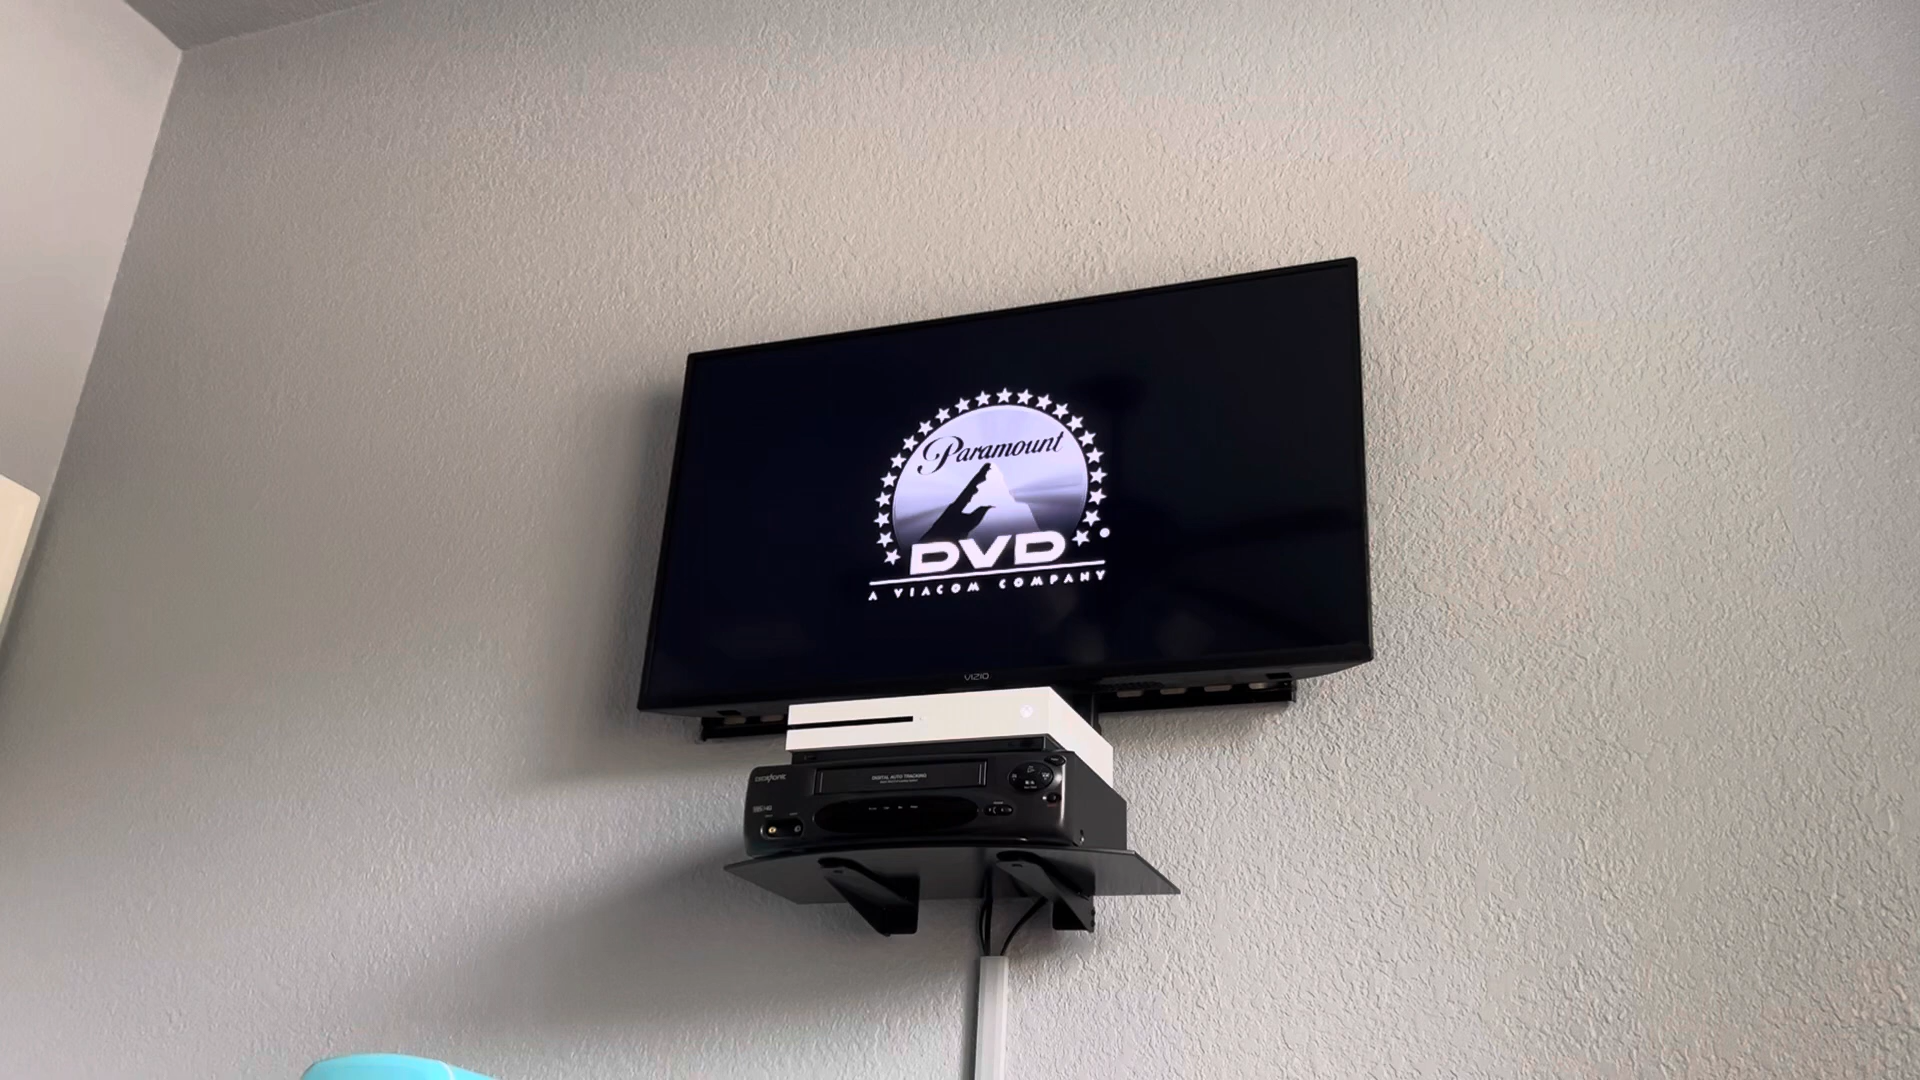 Paramount
DVD
A VIACOM COMPANY
VIZIO
DIGITAL AUTO TRACKING